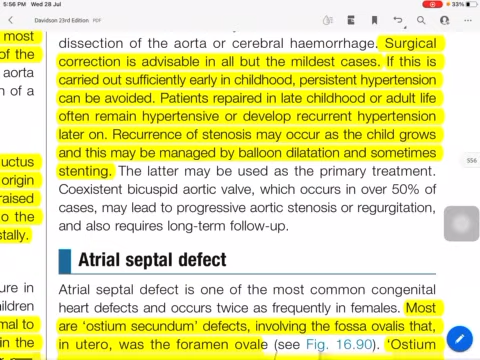 5:56 PM Wed 28 Jul
33%
Davidson 23rd Edition PDF
most
of the
aorta
n of a
uctus
origin
raised
o the
stally.
ure in
ildren
mal to
in the
dissection of the aorta or cerebral haemorrhage. Surgical
correction is advisable in all but the mildest cases. If this is
carried out sufficiently early in childhood, persistent hypertension
can be avoided. Patients repaired in late childhood or adult life
often remain hypertensive or develop recurrent hypertension
later on. Recurrence of stenosis may occur as the child grows
and this may be managed by balloon dilatation and sometimes
stenting. The latter may be used as the primary treatment.
Coexistent bicuspid aortic valve, which occurs in over 50% of
cases, may lead to progressive aortic stenosis or regurgitation,
and also requires long-term follow-up.
Atrial septal defect
Atrial septal defect is one of the most common congenital
heart defects and occurs twice as frequently in females. Most
are 'ostium secundum' defects, involving the fossa ovalis that,
in utero, was the foramen ovale (see Fig. 16.90). 'Ostium
556